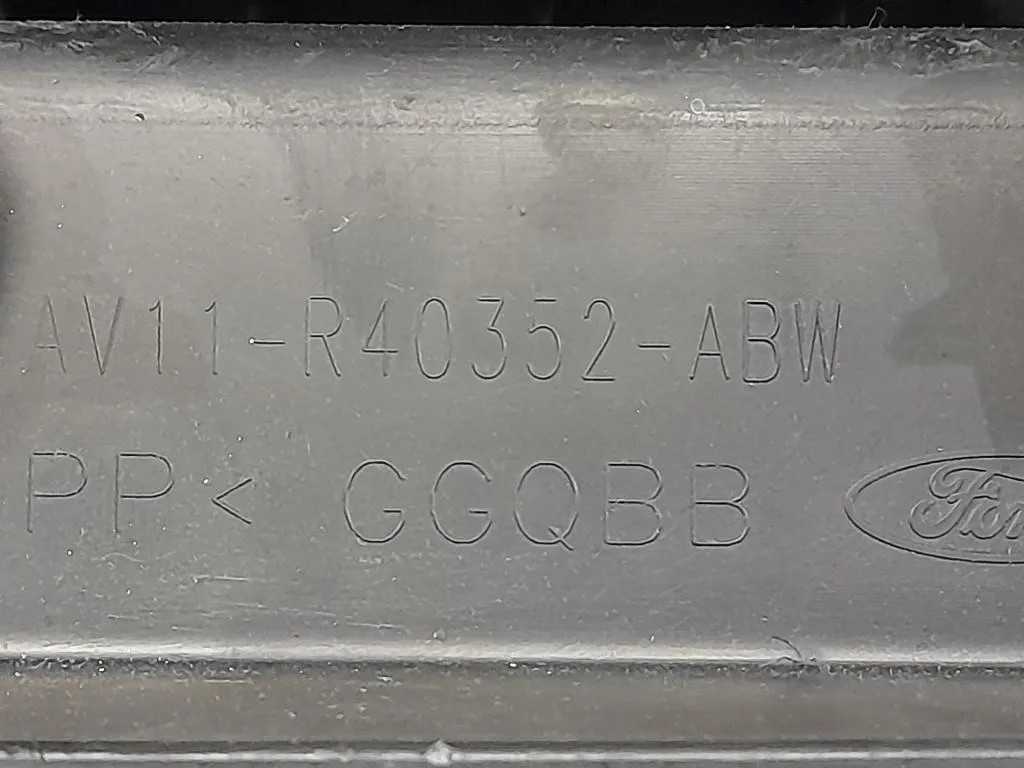 AV11-R40352-ABW
PP< GGQBB Ford